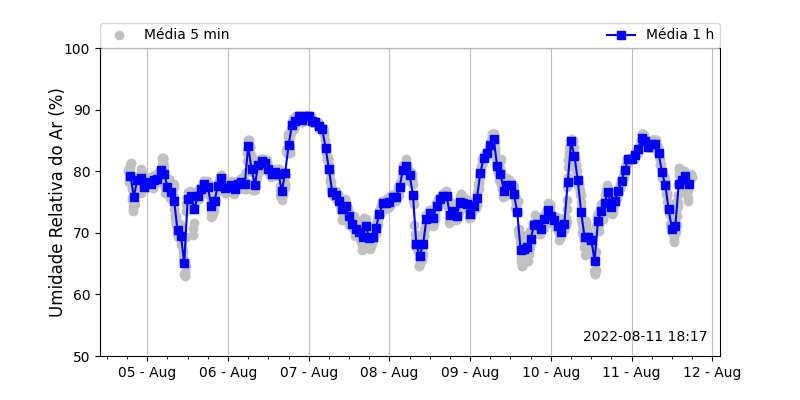 Média 5 min Média 1 h
Umidade Relativa do Ar (%)
100
90
80
70
60
50
2022-08-11 18:17
05 - Aug 06 - Aug 07 - Aug 08 - Aug 09 - Aug 10 - Aug 11 - Aug 12 - Aug